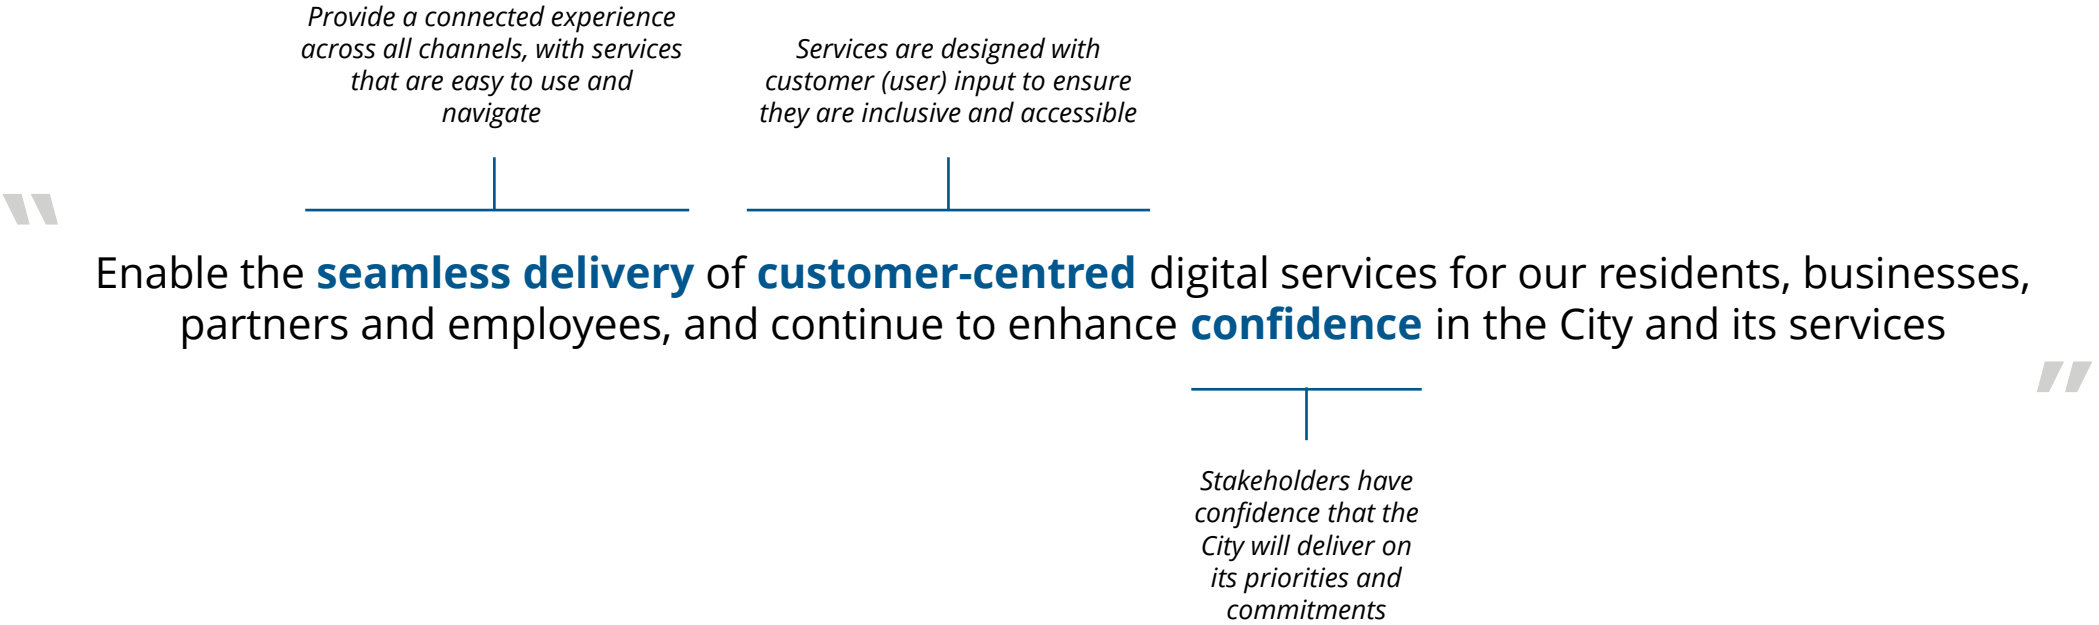 Provide a connected experience
across all channels, with services
that are easy to use and
navigate
Services are designed with
customer (user) input to ensure
they are inclusive and accessible
"
Enable the seamless delivery of customer-centred digital services for our residents, businesses,
partners and employees, and continue to enhance confidence in the City and its services
"
Stakeholders have
confidence that the
City will deliver on
its priorities and
commitments